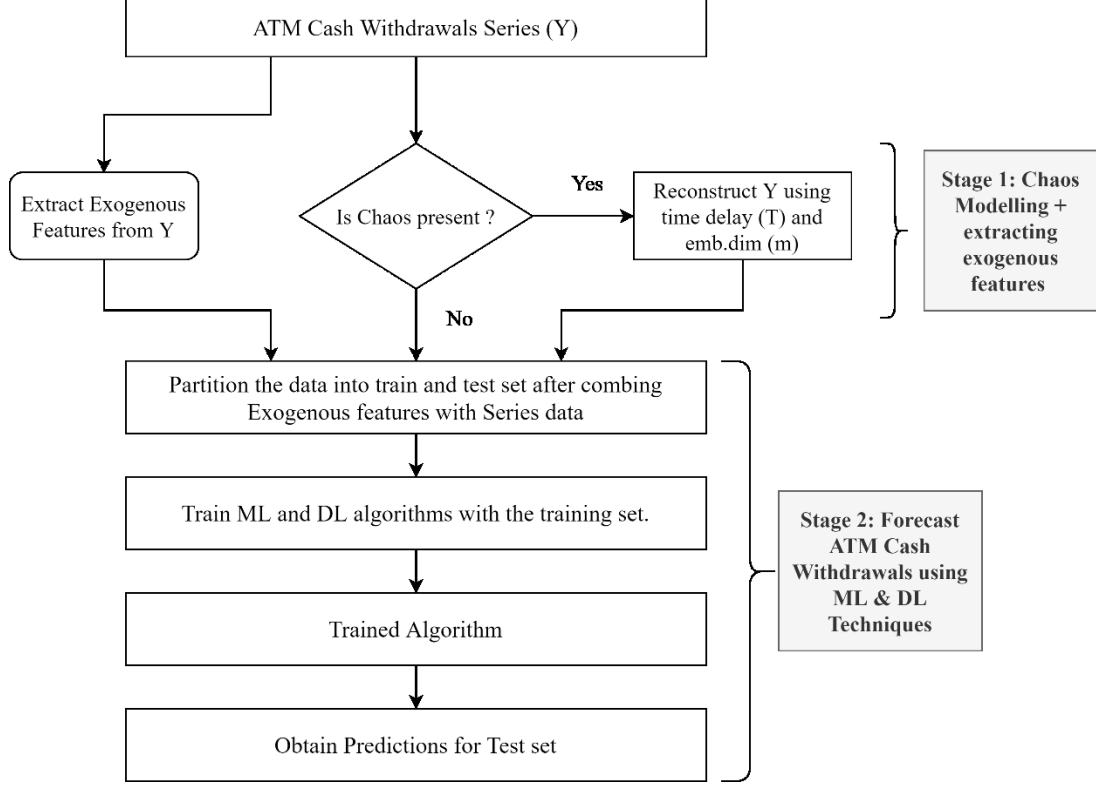 ATM Cash Withdrawals Series (Y)
Extract Exogenous
Features from Y
Is Chaos present ?
Yes
No
Reconstruct Y using
time delay (T) and
emb.dim (m)
Stage 1: Chaos
Modelling +
extracting
exogenous
features
Partition the data into train and test set after combing
Exogenous features with Series data
Train ML and DL algorithms with the training set.
Trained Algorithm
Obtain Predictions for Test set
Stage 2: Forecast
ATM Cash
Withdrawals using
ML & DL
Techniques